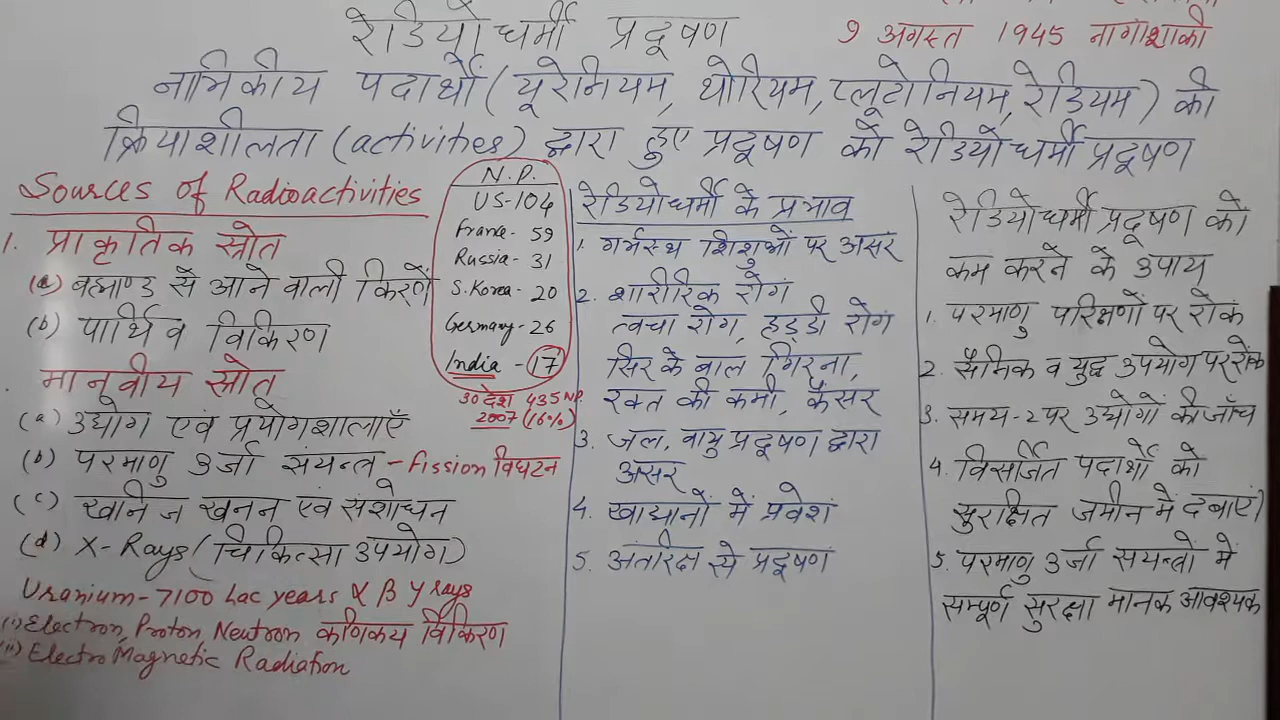 रेडियोधर्मी प्रदूषण
9 अगस्त 1945 नागाशाकी
नाभिकीय पदार्थों (यूरेनियम, थोरियम, प्लूटोनियम, रेडियम) की
क्रियाशीलता (activities) द्वारा हुए प्रदूषण को रेडियोधर्मी प्रदूषण
Sources of Radioactivities
1. प्राकृतिक स्रोत
(a) ब्रह्माण्ड से आने वाली किरणें
(b) पार्थिव विकिरण
मानवीय स्रोत
(a) उद्योग एवं प्रयोगशालाएँ
(b) परमाणु उर्जा संयन्त्र - Fission विघटन
(c) खनिज खनन एवं संशोधन
(d) X-Rays (चिकित्सा उपयोग)
Uranium - 7100 Lac years α β γ rays
(i) Electron, Proton, Neutron कणिकय विकिरण
(ii) Electro Magnetic Radiation
N.P.
US-104
France - 59
Russia - 31
S.Korea - 20
Germany - 26
India - 17
30 देश 435 N.P.
2007 (16%)
रेडियोधर्मी के प्रभाव
1. गर्भस्थ शिशुओं पर असर
2. शारीरिक रोग
त्वचा रोग, हड्डी रोग
सिर के बाल गिरना,
रक्त की कमी, कैंसर
3. जल, वायु प्रदूषण द्वारा
असर
4. खाद्यानों में प्रवेश
5. अंतरिक्ष से प्रदूषण
रेडियोधर्मी प्रदूषण को
कम करने के उपाय
1. परमाणु परिक्षणों पर रोक
2. सैनिक व युद्ध उपयोग पर रोक
3. समय-2 पर उद्योगों की जाँच
4. विसर्जित पदार्थों को
सुरक्षित जमीन में दबाएं।
5. परमाणु उर्जा सयन्त्रों में
सम्पूर्ण सुरक्षा मानक आवश्यक